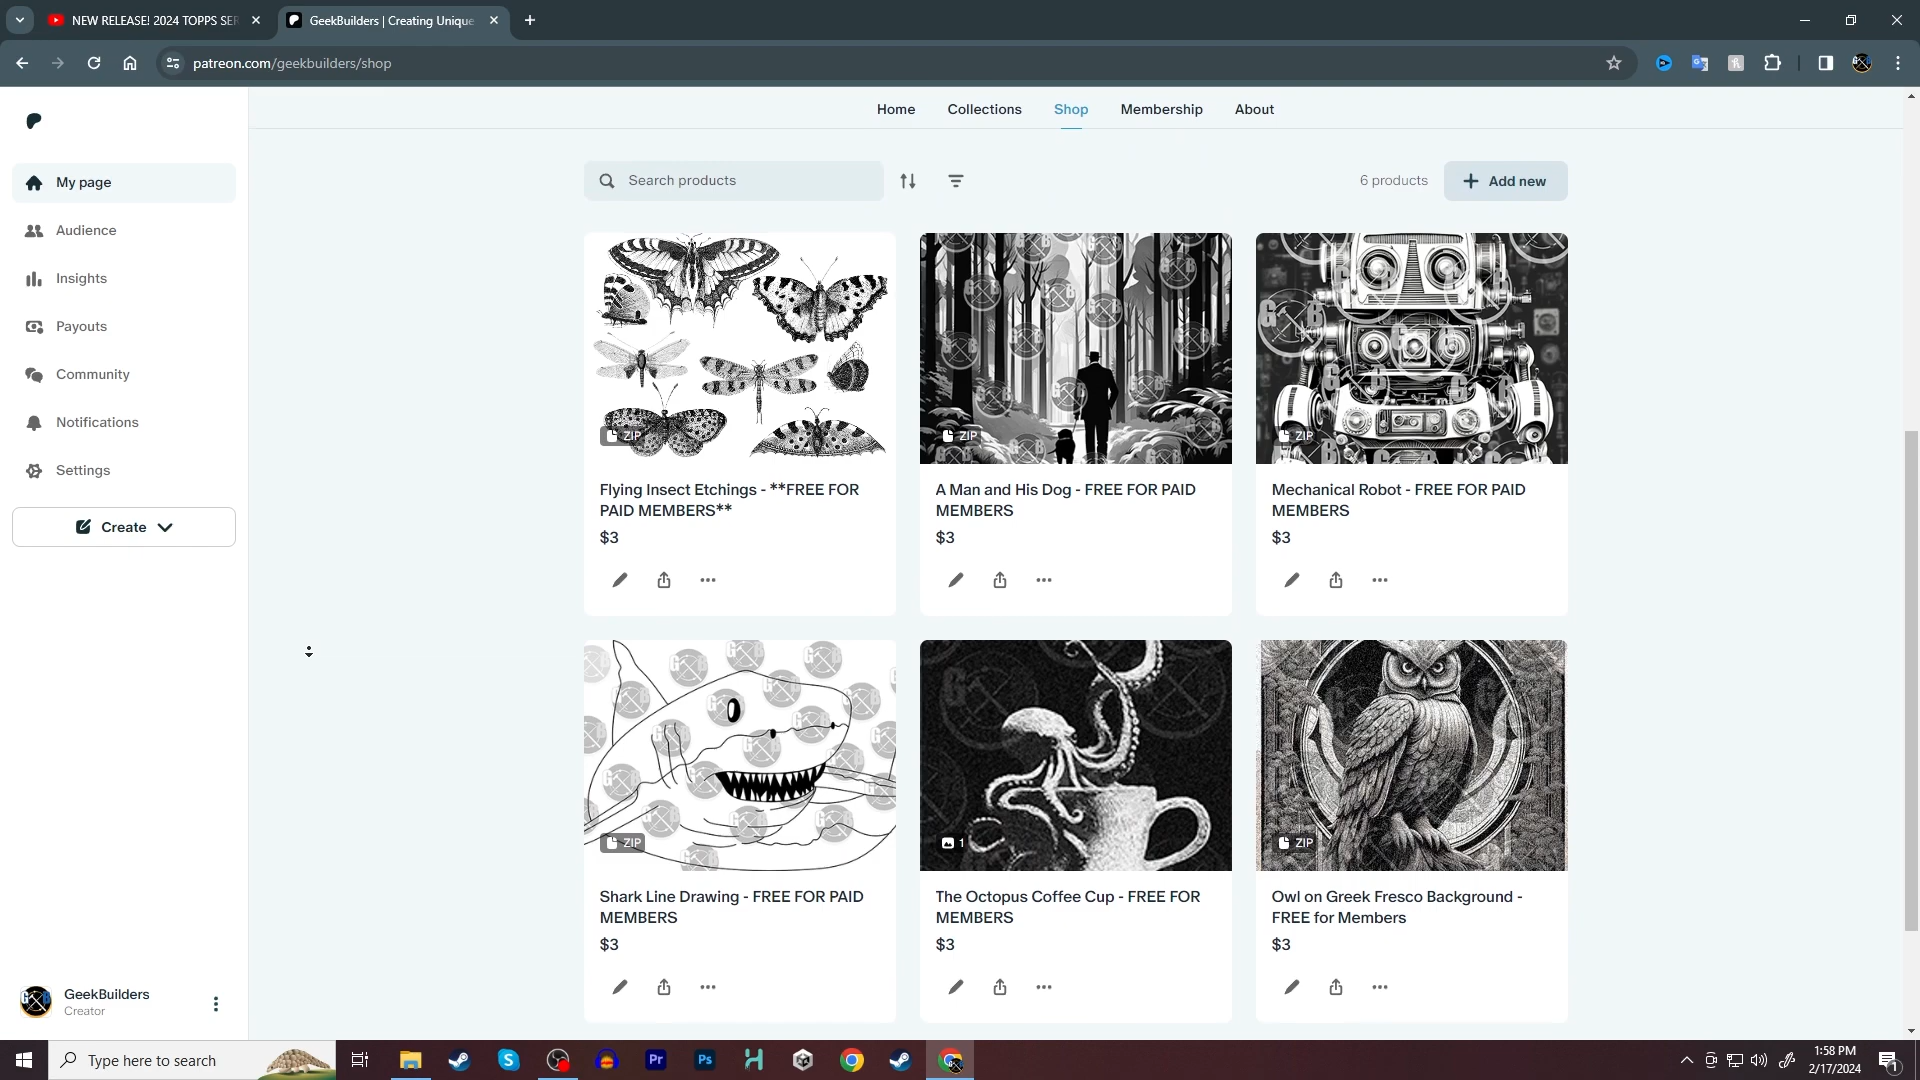 NEW RELEASE! 2024 TOPPS SER
GeekBuilders | Creating Unique
patreon.com/geekbuilders/shop
Home
Collections
Shop
Membership
About
My page
Audience
Insights
Payouts
Community
Notifications
Settings
Create
Search products
6 products
Add new
ZIP
ZIP
ZIP
Flying Insect Etchings - **FREE FOR
PAID MEMBERS**
$3
A Man and His Dog - FREE FOR PAID
MEMBERS
$3
Mechanical Robot - FREE FOR PAID
MEMBERS
$3
ZIP
1
ZIP
Shark Line Drawing - FREE FOR PAID
MEMBERS
$3
The Octopus Coffee Cup - FREE FOR
MEMBERS
$3
Owl on Greek Fresco Background -
FREE for Members
$3
GeekBuilders
Creator
Type here to search
Pr
Ps
1:58 PM
2/17/2024
1